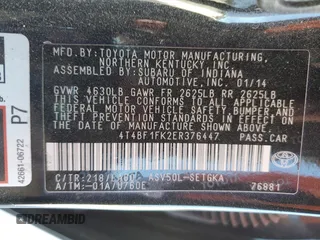 MFD. BY: TOYOTA MOTOR MANUFACTURING,
NORTHERN KENTUCKY INC.
ASSEMBLED BY: SUBARU OF INDIANA
AUTOMOTIVE, INC. 01/14
GVWR 4630LB GAWR FR 2625LB RR 2625LB
THIS VEHICLE CONFORMS TO ALL APPLICABLE
FEDERAL MOTOR VEHICLE SAFETY, BUMPER, AND
THEFT PREVENTION STANDARDS IN EFFECT ON
THE DATE OF MANUFACTURE SHOWN ABOVE.
4T4BF1FK2ER376447 PASS.CAR
C/TR:218/ ASV50L-SETGKA
A/TM:-01A/U760E 76881
P7
42661-06722
© DEALERBID AUTO